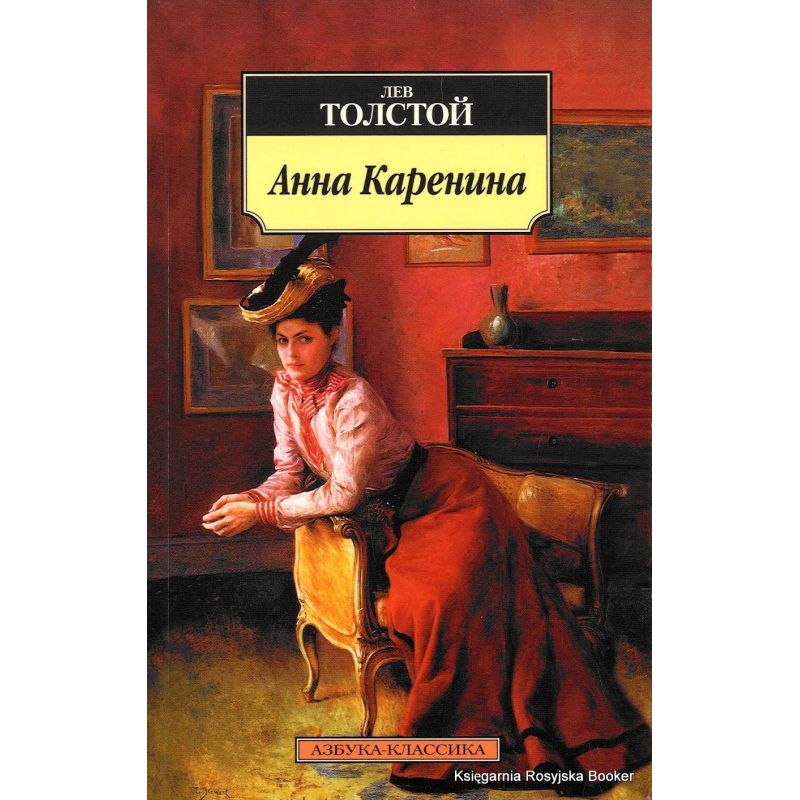 ЛЕВ
ТОЛСТОЙ
Анна Каренина
АЗБУКА-КЛАССИКА
Księgarnia Rosyjska Booker